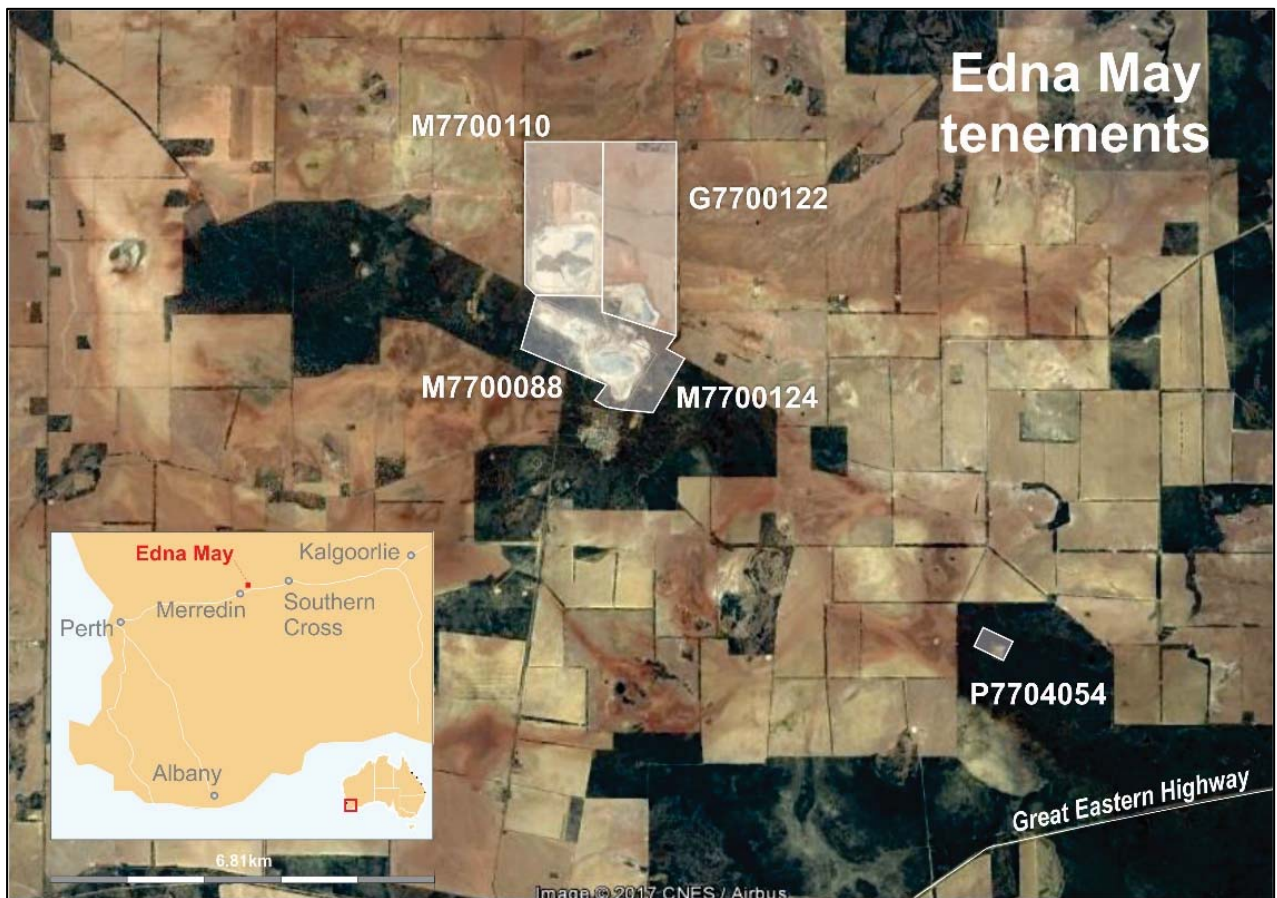 Edna May
tenements
M7700110
G7700122
M7700088
M7700124
P7704054
Great Eastern Highway
Edna May
Kalgoorlie
Merredin
Southern
Cross
Perth
Albany
6.81km
Image © 2017 CNES / Airbus